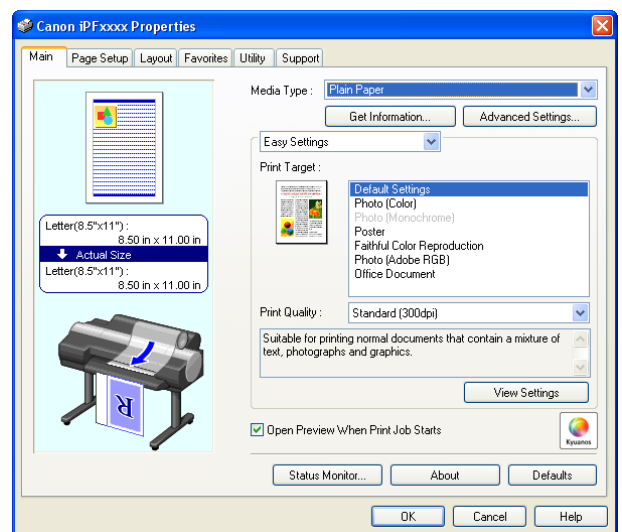 Canon iPFxxxx Properties
Main Page Setup Layout Favorites Utility Support
Media Type : Plain Paper
Get Information... Advanced Settings...
Easy Settings
Print Target :
Default Settings
Photo (Color)
Photo (Monochrome)
Poster
Faithful Color Reproduction
Photo (Adobe RGB)
Office Document
Letter(8.5"x11") :
8.50 in x 11.00 in
Actual Size
Letter(8.5"x11") :
8.50 in x 11.00 in
R
Print Quality : Standard (300dpi)
Suitable for printing normal documents that contain a mixture of
text, photographs and graphics.
View Settings
Open Preview When Print Job Starts
Kyuanos
Status Monitor... About Defaults
OK Cancel Help